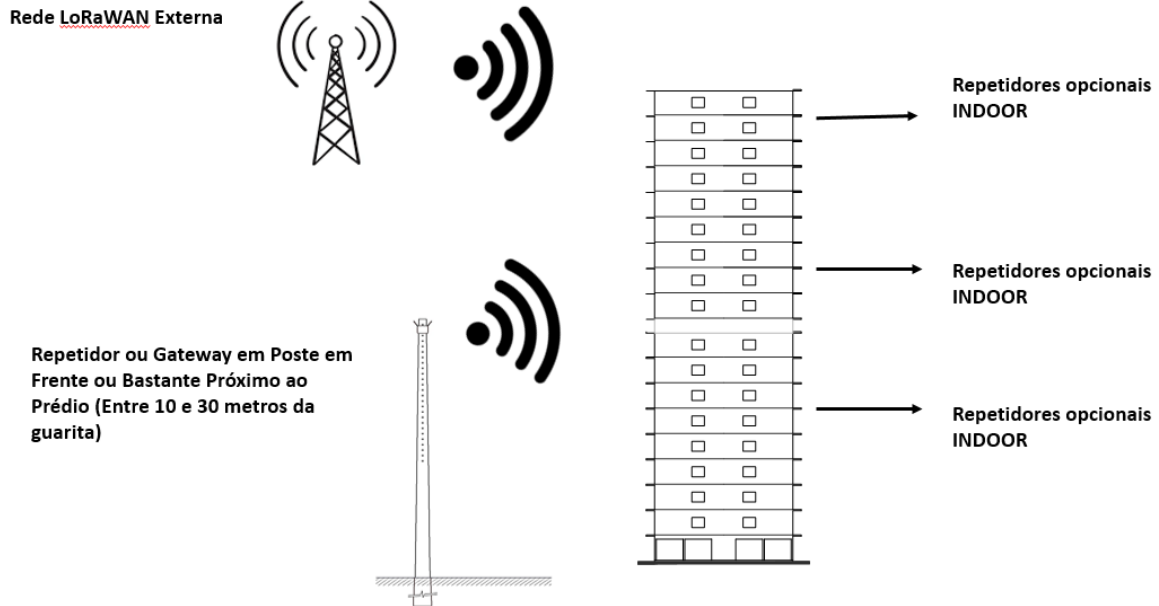 Rede LoRaWAN Externa
Repetidores opcionais
INDOOR
Repetidores opcionais
INDOOR
Repetidor ou Gateway em Poste em
Frente ou Bastante Próximo ao
Prédio (Entre 10 e 30 metros da
guarita)
Repetidores opcionais
INDOOR